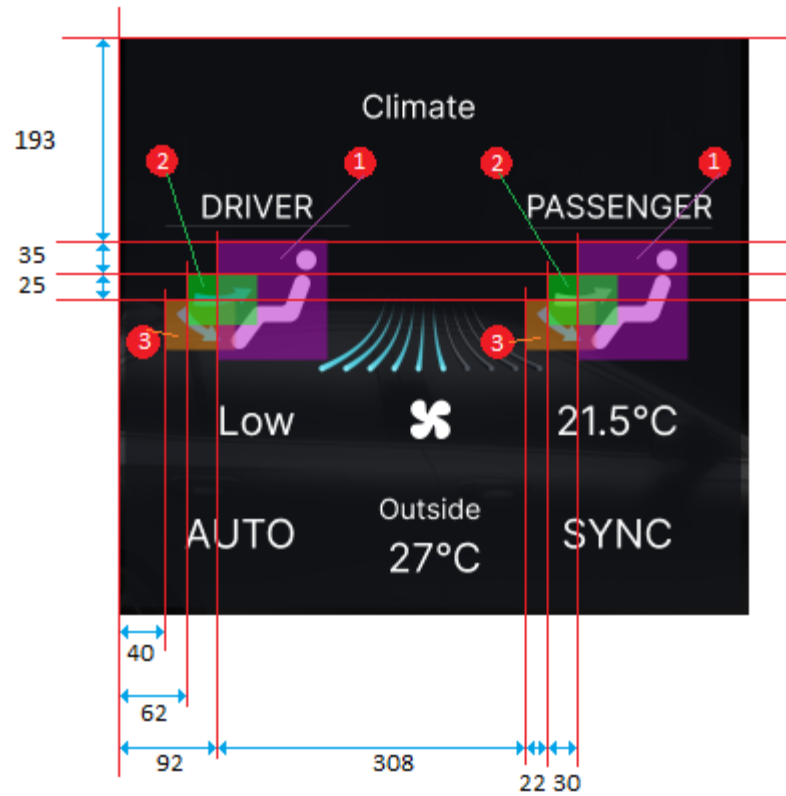 Climate
193
2
1
2
1
DRIVER
PASSENGER
35
25
3
3
Low
21.5°C
AUTO
Outside
27°C
SYNC
40
62
92
308
22
30